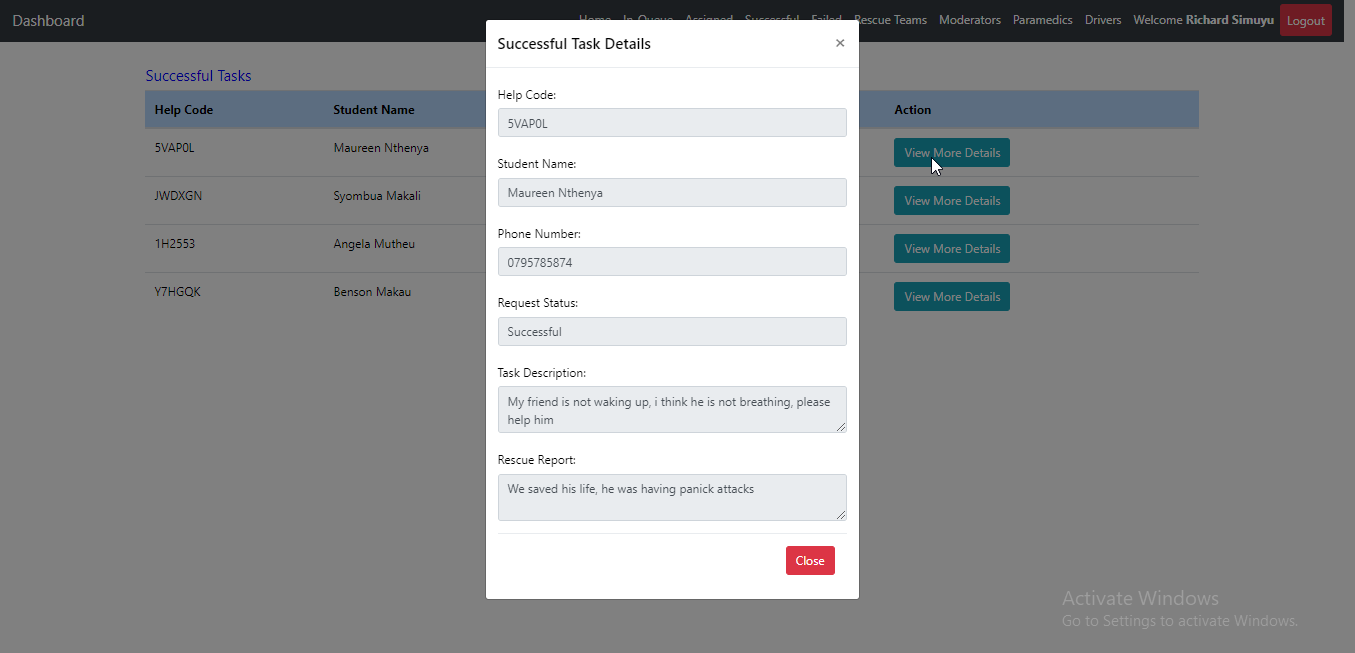 Dashboard
Home In Queue Assigned Successful Failed Rescue Teams Moderators Paramedics Drivers Welcome Richard Simuyu Logout
Successful Task Details ×
Successful Tasks
Help Code Student Name Action
5VAP0L Maureen Nthenya View More Details
JWDXGN Syombua Makali View More Details
1H2553 Angela Mutheu View More Details
Y7HGQK Benson Makau View More Details
Help Code:
5VAP0L
Student Name:
Maureen Nthenya
Phone Number:
0795785874
Request Status:
Successful
Task Description:
My friend is not waking up, i think he is not breathing, please
help him
Rescue Report:
We saved his life, he was having panick attacks
Close
Activate Windows
Go to Settings to activate Windows.